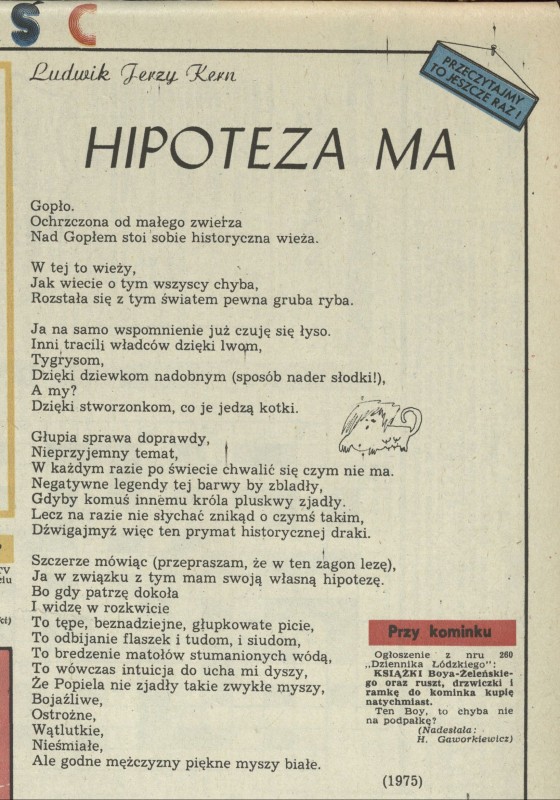 ŚĆ
Ludwik Jerzy Kern
PRZECZYTAJMY
TO JESZCZE RAZ!
HIPOTEZA MA
Gopło.
Ochrzczona od małego zwierza
Nad Gopłem stoi sobie historyczna wieża.
W tej to wieży,
Jak wiecie o tym wszyscy chyba,
Rozstała się z tym światem pewna gruba ryba.
Ja na samo wspomnienie już czuję się łyso.
Inni tracili władców dzięki lwom,
Tygrysom,
Dzięki dziewkom nadobnym (sposób nader słodki!),
A my?
Dzięki stworzonkom, co je jedzą kotki.
Głupia sprawa doprawdy,
Nieprzyjemny temat,
W każdym razie po świecie chwalić się czym nie ma.
Negatywne legendy tej barwy by zbladły,
Gdyby komuś innemu króla pluskwy zjadły.
Lecz na razie nie słychać znikąd o czymś takim,
Dźwigajmyż więc ten prymat historycznej draki.
Szczerze mówiąc (przepraszam, że w ten zagon lezę),
Ja w związku z tym mam swoją własną hipotezę.
Bo gdy patrzę dokoła
I widzę w rozkwicie
To tępe, beznadziejne, głupkowate picie,
To odbijanie flaszek i tudom, i siudom,
To bredzenie matołów stumanionych wódą,
To wówczas intuicja do ucha mi dyszy,
Że Popiela nie zjadły takie zwykłe myszy,
Bojaźliwe,
Ostrożne,
Wątlutkie,
Nieśmiałe,
Ale godne mężczyzny piękne myszy białe.
(1975)
Przy kominku
Ogłoszenie z nru 260
„Dziennika Łódzkiego”:
KSIĄŻKI Boya-Żeleńskie-
go oraz ruszt, drzwiczki i
ramkę do kominka kupię
natychmiast.
Ten Boy, to chyba nie
na podpałkę?
(Nadesłała:
H. Gaworkiewicz)